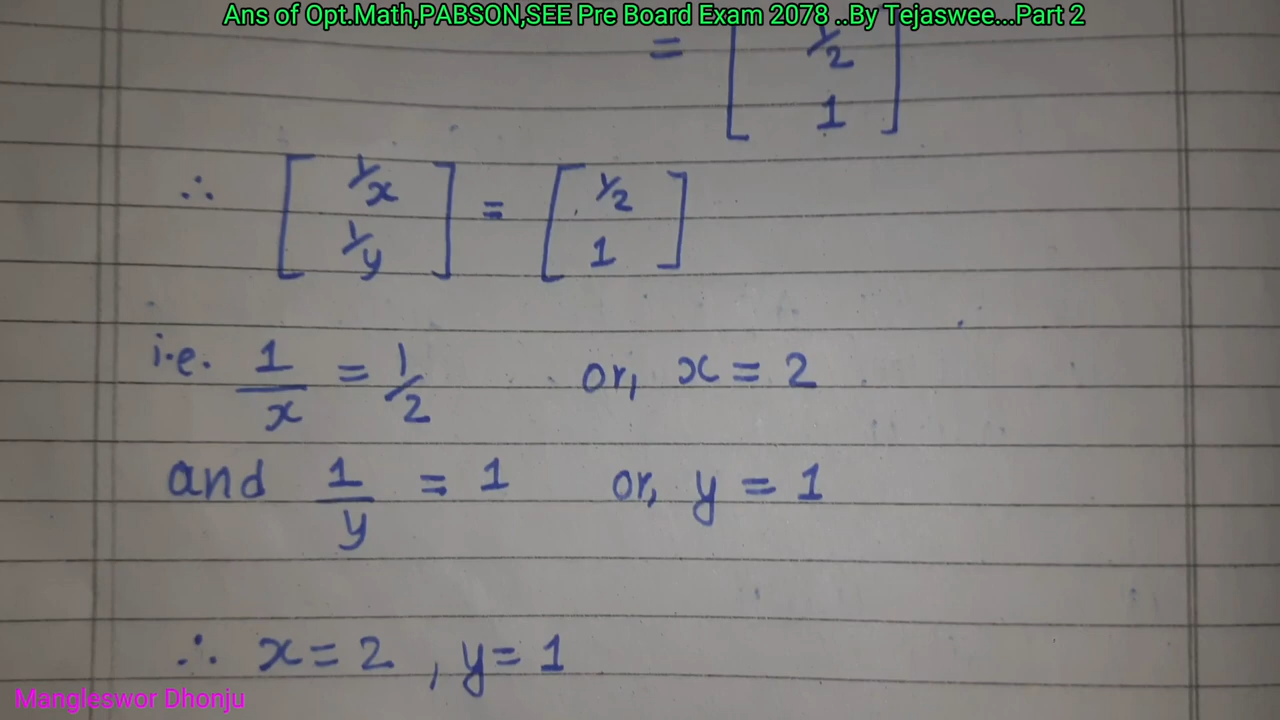 Ans of Opt.Math,PABSON,SEE Pre Board Exam 2078 ..By Tejaswee...Part 2
= [ 1/2
1 ]
∴ [ 1/x
1/y ] = [ 1/2
1 ]
i.e. 1/x = 1/2 or, x = 2
and 1/y = 1 or, y = 1
∴ x = 2 , y = 1
Mangleswor Dhonju